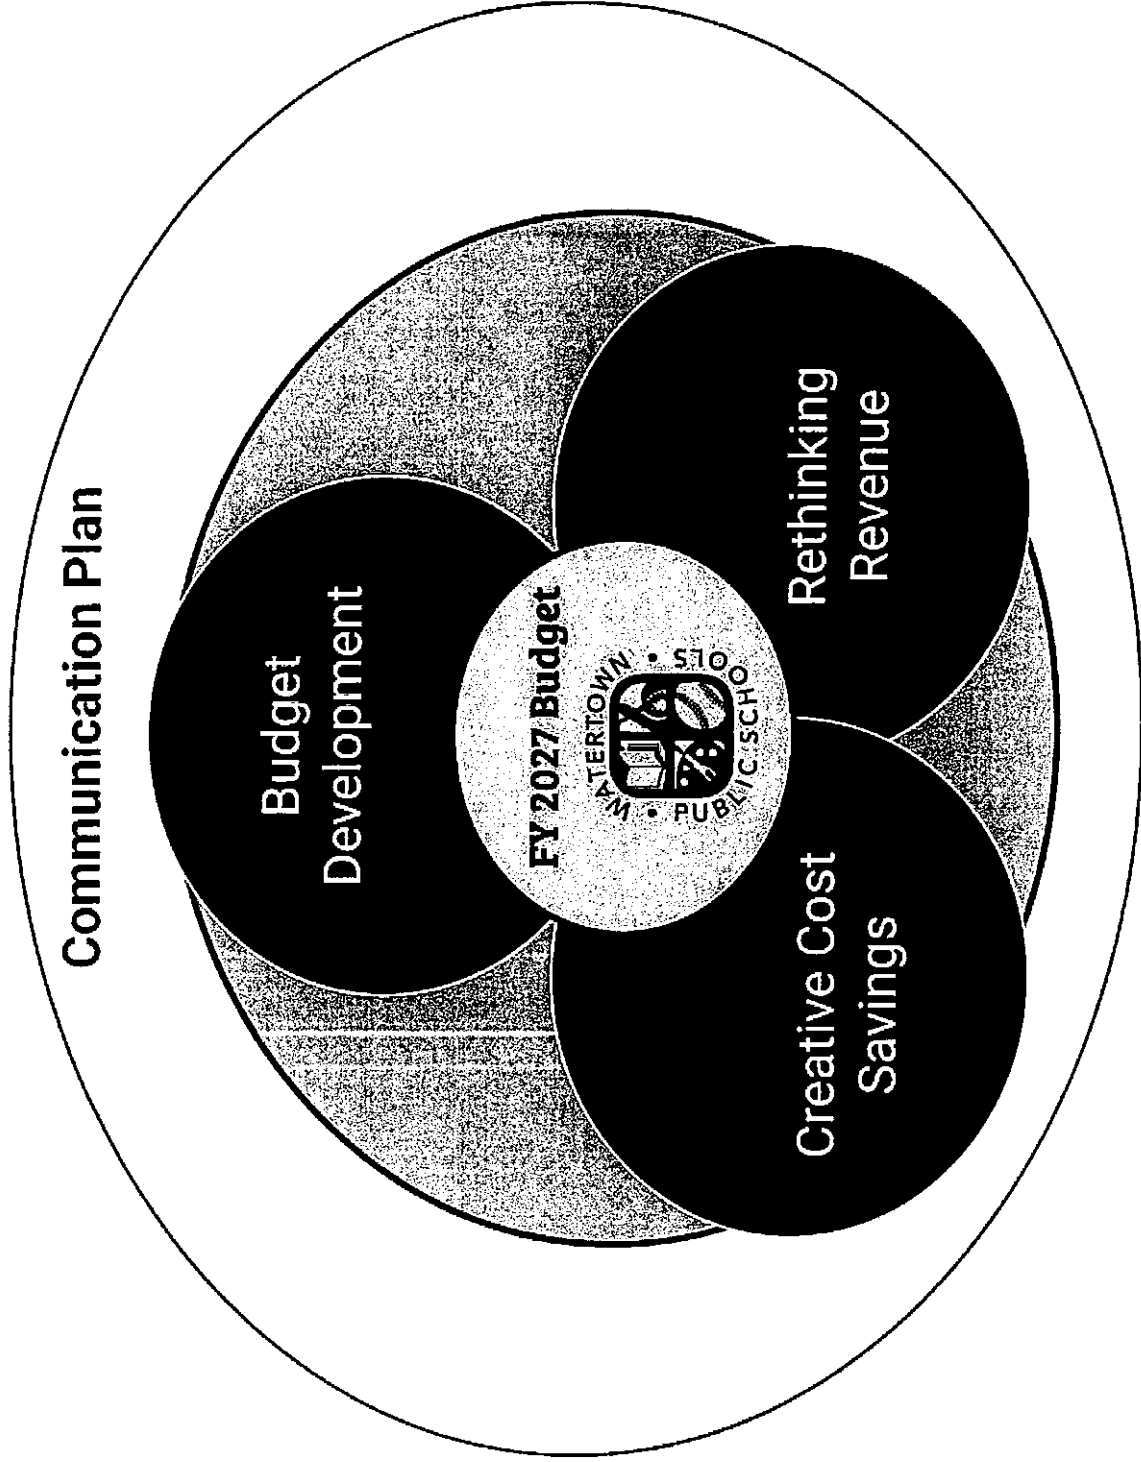 Communication Plan
Budget
Development
FY 2027 Budget
WATERTOWN • PUBLIC SCHOOLS •
Creative Cost
Savings
Rethinking
Revenue